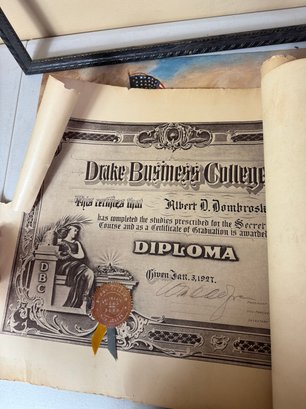 Drake Business College
This certifies that Albert D. Dombroski
has completed the studies prescribed for the Secret
Course and as a Certificate of Graduation is awarded
DIPLOMA
Given Jan. 3, 1927.
DBC